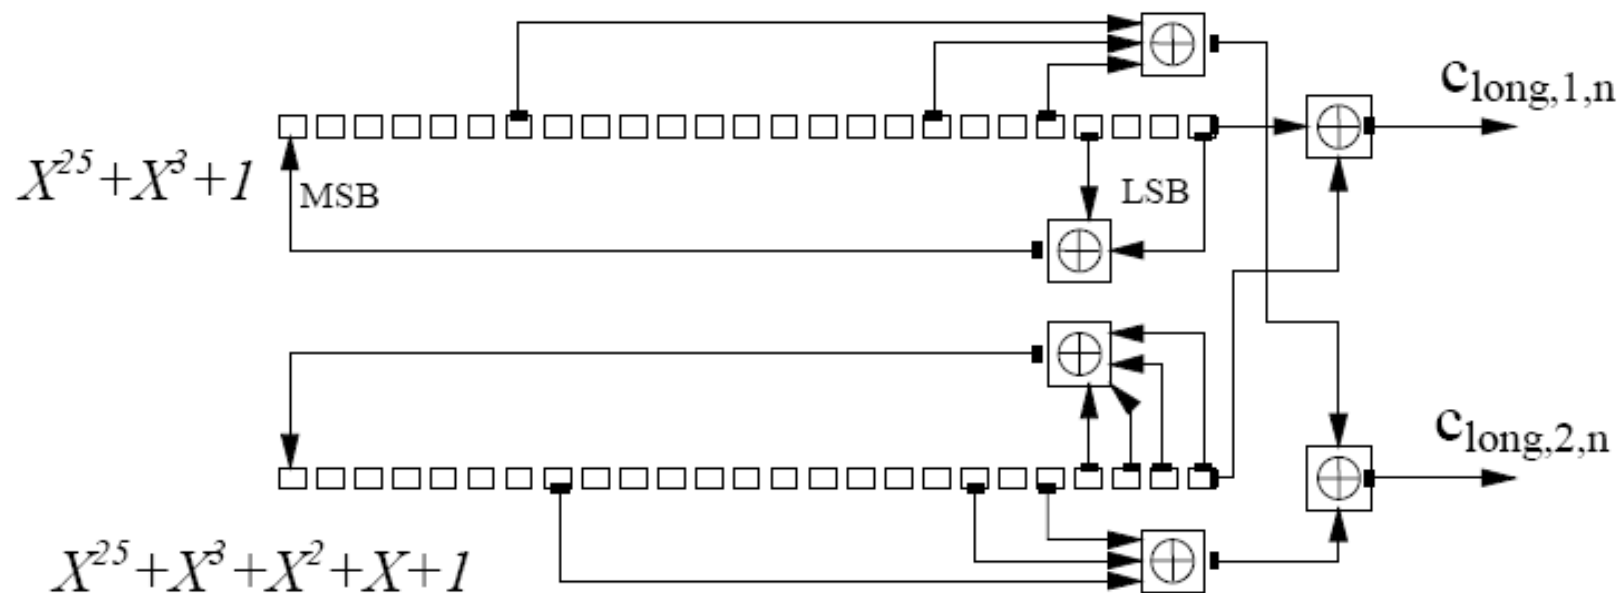 c_long,1,n
X^25+X^3+1
MSB
LSB
c_long,2,n
X^25+X^3+X^2+X+1